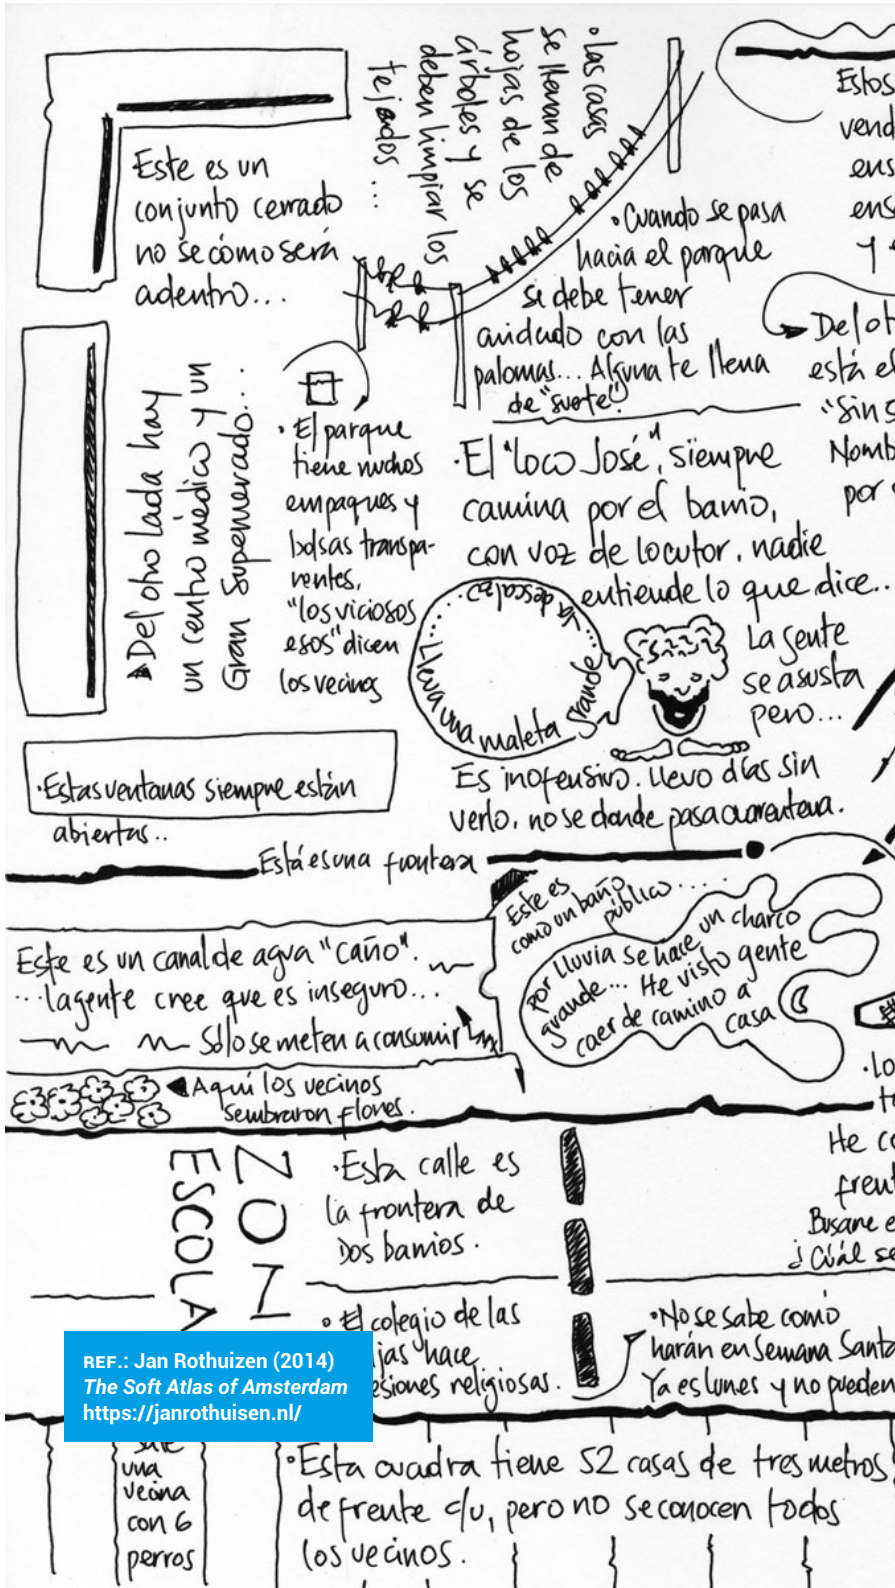 • las casas
se llenan de
hojas de los
árboles y se
deben limpiar los
tejados ...
Este es un
conjunto cerrado
no se cómo será
adentro...
• Cuando se pasa
hacia el parque
se debe tener
cuidado con las
palomas... Alguna te llena
de "suerte"
Estos
vend
ens
ens
y
Del ot
está e
"Sin s
Nomb
por
Del otro lado hay
un centro médico y un
Gran Supermercado...
• El parque
tiene muchos
empaques y
bolsas transpa-
rentes,
"los viciosos
esos" dicen
los vecinos
• El "loco José", siempre
camina por el barrio,
con voz de locutor, nadie
entiende lo que dice...
Lleva una maleta grande... va descalzo......
La gente
se asusta
pero...
Es inofensivo. Llevo días sin
verlo, no se donde pasa cuarentena.
• Estas ventanas siempre están
abiertas..
Está es una frontera
Este es
como un baño
público.....
Por lluvia se hace un charco
grande... He visto gente
caer de camino a
casa
Este es un canal de agua "caño".
... la gente cree que es inseguro...
Sólo se meten a consumir
Aquí los vecinos
sembraron flores.
ZON
ESCOLA
• Esta calle es
la frontera de
Dos barrios.
• Lo
He co
frent
Busane e
¿Cuál se
• El colegio de las
jas hace
esiones religiosas.
• No se sabe como
harán en Semana Santa
Ya es lunes y no pueden
REF.: Jan Rothuizen (2014)
The Soft Atlas of Amsterdam
https://janrothuisen.nl/
una
vecina
con 6
perros
• Esta cuadra tiene 52 casas de tres metros
de frente c/u, pero no se conocen todos
los vecinos.